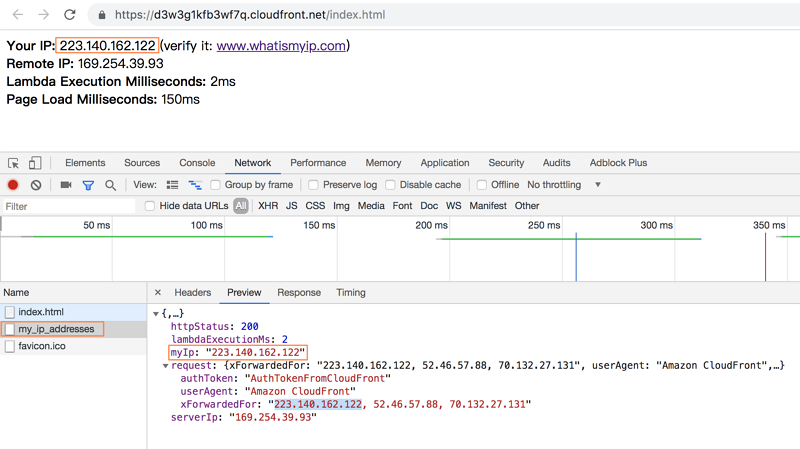 https://d3w3g1kfb3wf7q.cloudfront.net/index.html
Your IP: 223.140.162.122 (verify it: www.whatismyip.com)
Remote IP: 169.254.39.93
Lambda Execution Milliseconds: 2ms
Page Load Milliseconds: 150ms
Elements Sources Console Network Performance Memory Application Security Audits Adblock Plus
View: Group by frame Preserve log Disable cache Offline No throttling
Filter Hide data URLs All XHR JS CSS Img Media Font Doc WS Manifest Other
50 ms 100 ms 150 ms 200 ms 250 ms 300 ms 350 ms
Name × Headers Preview Response Timing
index.html
my_ip_addresses
favicon.ico
{,…}
httpStatus: 200
lambdaExecutionMs: 2
myIp: "223.140.162.122"
request: {xForwardedFor: "223.140.162.122, 52.46.57.88, 70.132.27.131", userAgent: "Amazon CloudFront",…}
authToken: "AuthTokenFromCloudFront"
userAgent: "Amazon CloudFront"
xForwardedFor: "223.140.162.122, 52.46.57.88, 70.132.27.131"
serverIp: "169.254.39.93"